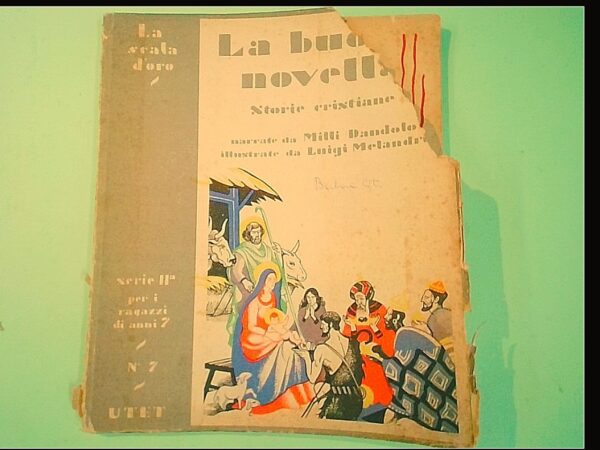 La
scala
d'oro
La buo
novella
Storie cristiane
narrate da Milli Dandolo
illustrate da Luigi Melandri
serie IIa
per i
ragazzi
di anni 7
N° 7
UTET